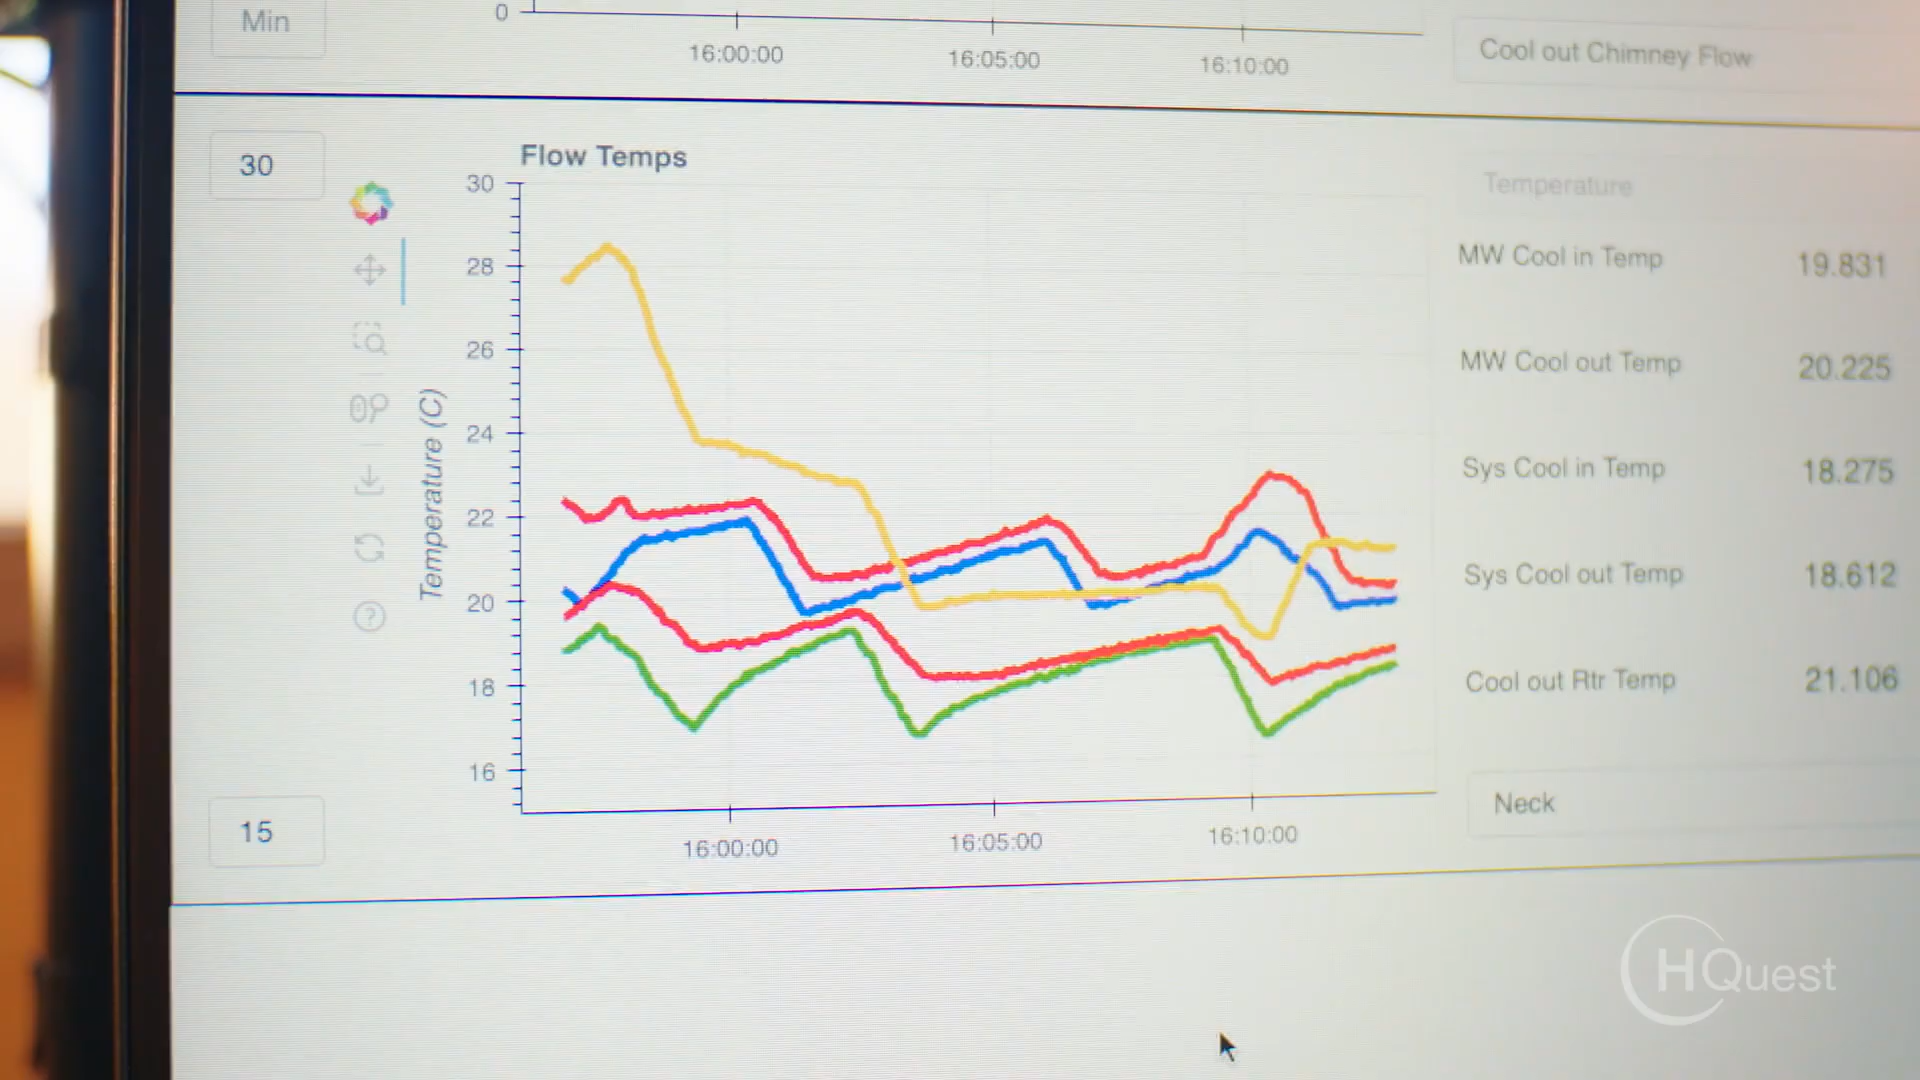 Min
0
16:00:00
16:05:00
16:10:00
Cool out Chimney Flow
30
Flow Temps
Temperature (C)
30
28
26
24
22
20
18
16
16:00:00
16:05:00
16:10:00
15
Temperature
MW Cool in Temp 19.831
MW Cool out Temp 20.225
Sys Cool in Temp 18.275
Sys Cool out Temp 18.612
Cool out Rtr Temp 21.106
Neck
HQuest